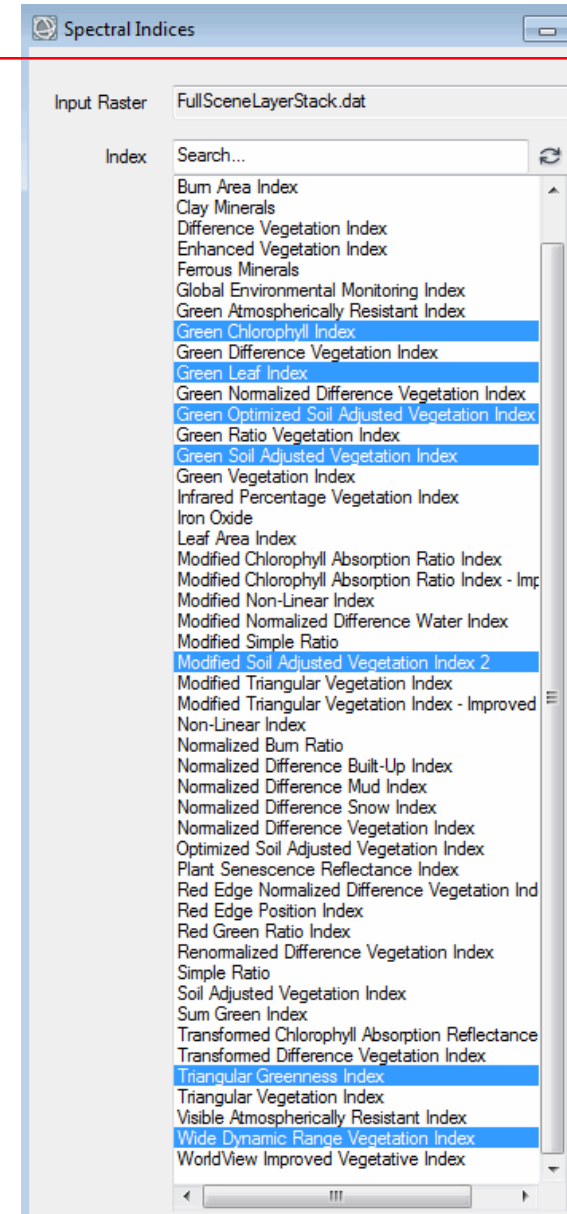 Spectral Indices
Input Raster FullSceneLayerStack.dat
Index Search...
Burn Area Index
Clay Minerals
Difference Vegetation Index
Enhanced Vegetation Index
Ferrous Minerals
Global Environmental Monitoring Index
Green Atmospherically Resistant Index
Green Chlorophyll Index
Green Difference Vegetation Index
Green Leaf Index
Green Normalized Difference Vegetation Index
Green Optimized Soil Adjusted Vegetation Index
Green Ratio Vegetation Index
Green Soil Adjusted Vegetation Index
Green Vegetation Index
Infrared Percentage Vegetation Index
Iron Oxide
Leaf Area Index
Modified Chlorophyll Absorption Ratio Index
Modified Chlorophyll Absorption Ratio Index - Imp
Modified Non-Linear Index
Modified Normalized Difference Water Index
Modified Simple Ratio
Modified Soil Adjusted Vegetation Index 2
Modified Triangular Vegetation Index
Modified Triangular Vegetation Index - Improved
Non-Linear Index
Normalized Burn Ratio
Normalized Difference Built-Up Index
Normalized Difference Mud Index
Normalized Difference Snow Index
Normalized Difference Vegetation Index
Optimized Soil Adjusted Vegetation Index
Plant Senescence Reflectance Index
Red Edge Normalized Difference Vegetation Ind
Red Edge Position Index
Red Green Ratio Index
Renormalized Difference Vegetation Index
Simple Ratio
Soil Adjusted Vegetation Index
Sum Green Index
Transformed Chlorophyll Absorption Reflectance
Transformed Difference Vegetation Index
Triangular Greenness Index
Triangular Vegetation Index
Visible Atmospherically Resistant Index
Wide Dynamic Range Vegetation Index
WorldView Improved Vegetative Index